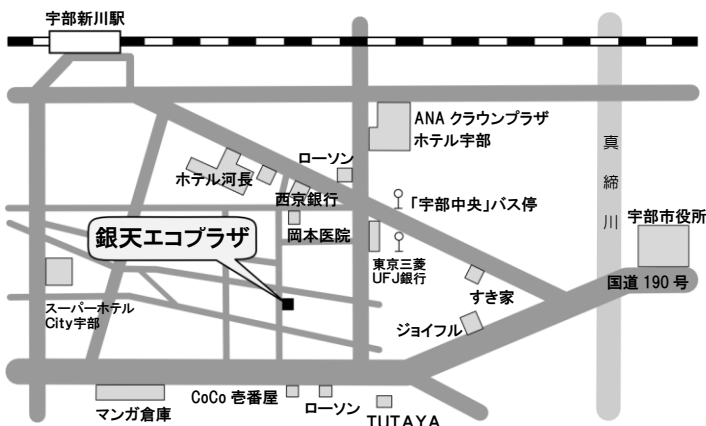 宇部新川駅
ANA クラウンプラザ
ホテル宇部
ローソン
ホテル河長
西京銀行
「宇部中央」バス停
真締川
宇部市役所
岡本医院
銀天エコプラザ
東京三菱
UFJ銀行
国道 190 号
すき家
スーパーホテル
City宇部
ジョイフル
CoCo 壱番屋
マンガ倉庫
ローソン
TUTAYA